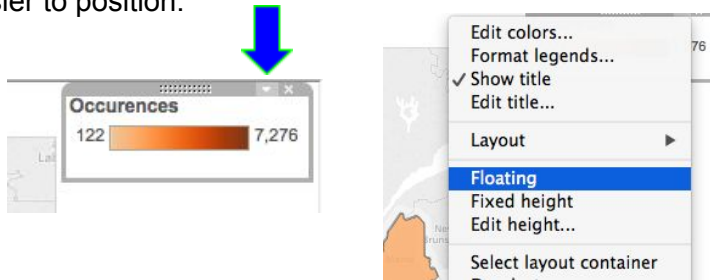 to position.
Occurences
122 7,276
Edit colors...
Format legends...
✓ Show title
Edit title...
Layout ▶
Floating
Fixed height
Edit height...
Select layout container
76